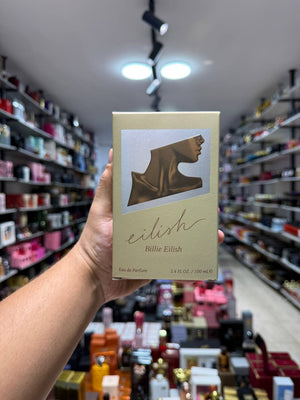 eilish
Billie Eilish
Eau de Parfum 3.4 FL. OZ. / 100 mL ℮